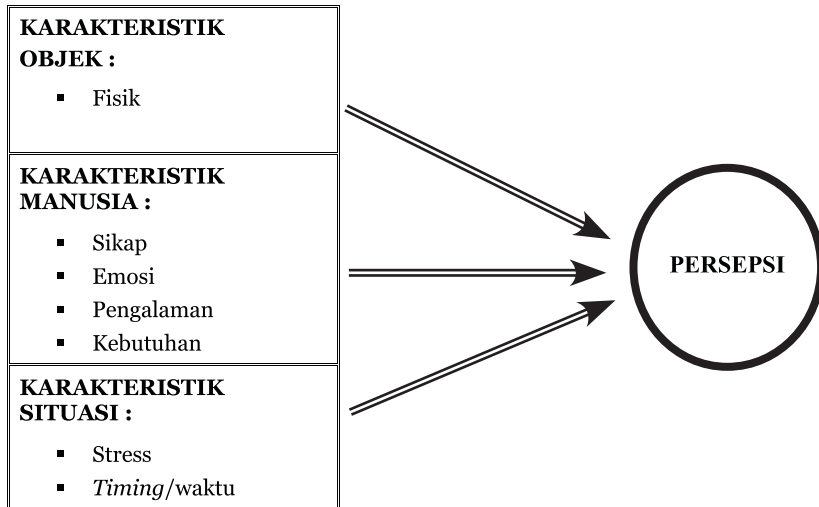 KARAKTERISTIK
OBJEK :
▪ Fisik
KARAKTERISTIK
MANUSIA :
▪ Sikap
▪ Emosi
▪ Pengalaman
▪ Kebutuhan
KARAKTERISTIK
SITUASI :
▪ Stress
▪ Timing/waktu
PERSEPSI